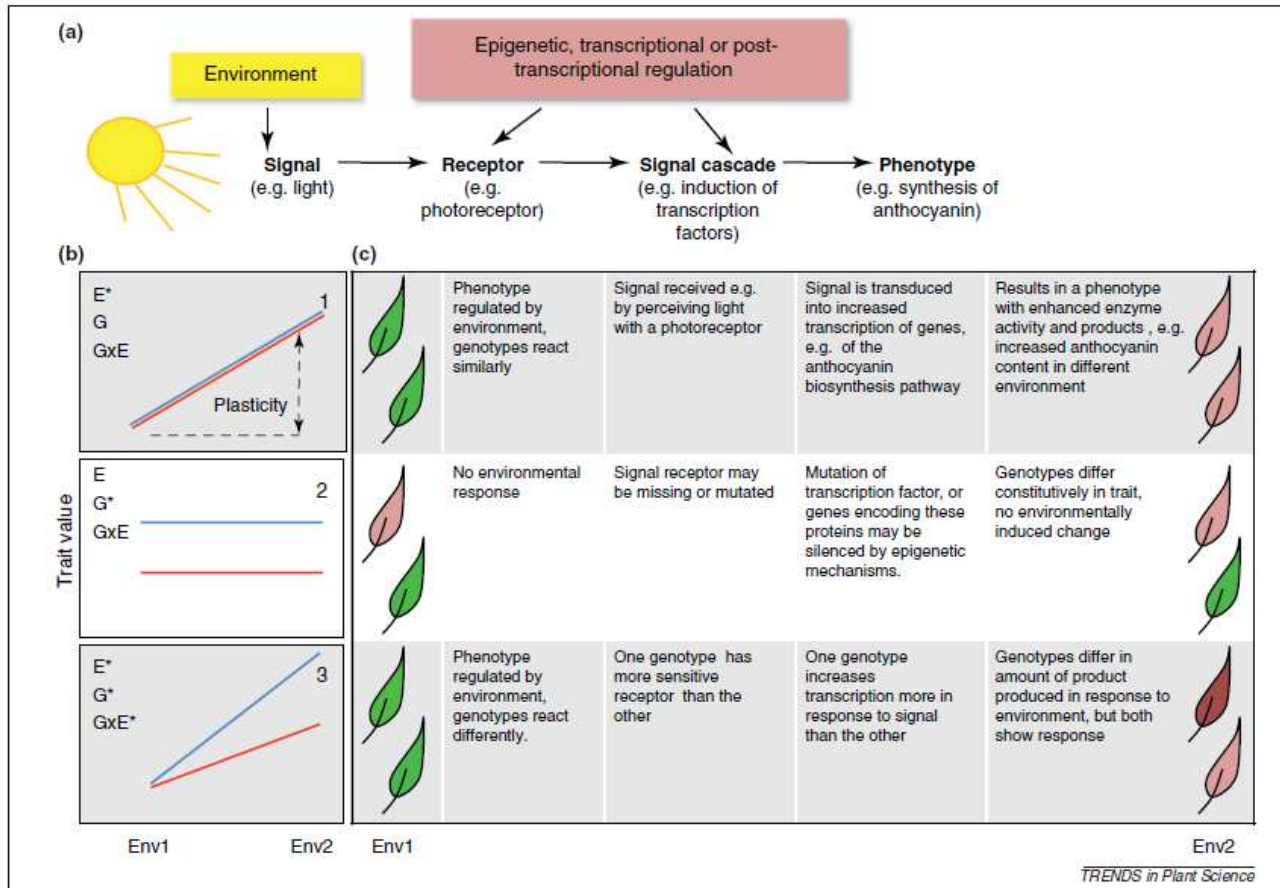 (a)
Environment
Epigenetic, transcriptional or post-
transcriptional regulation
Signal
(e.g. light)
Receptor
(e.g.
photoreceptor)
Signal cascade
(e.g. induction of
transcription
factors)
Phenotype
(e.g. synthesis of
anthocyanin)
(b)
Trait value
E*
G
GxE
1
Plasticity
E
G*
GxE
2
E*
G*
GxE*
3
Env1
Env2
(c)
Phenotype
regulated by
environment,
genotypes react
similarly
Signal received e.g.
by perceiving light
with a photoreceptor
Signal is transduced
into increased
transcription of genes,
e.g. of the
anthocyanin
biosynthesis pathway
Results in a phenotype
with enhanced enzyme
activity and products , e.g.
increased anthocyanin
content in different
environment
No environmental
response
Signal receptor may
be missing or mutated
Mutation of
transcription factor, or
genes encoding these
proteins may be
silenced by epigenetic
mechanisms.
Genotypes differ
constitutively in trait,
no environmentally
induced change
Phenotype
regulated by
environment,
genotypes react
differently.
One genotype has
more sensitive
receptor than the
other
One genotype
increases
transcription more in
response to signal
than the other
Genotypes differ in
amount of product
produced in response to
environment, but both
show response
Env1
Env2
TRENDS in Plant Science